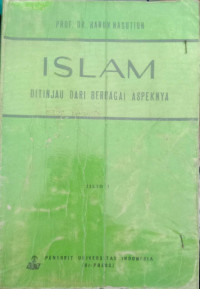 PROF. DR. HARUN NASUTION
ISLAM
DITINJAU DARI BERBAGAI ASPEKNYA
JILID I
PENERBIT UNIVERSITAS INDONESIA
(UI-PRESS)